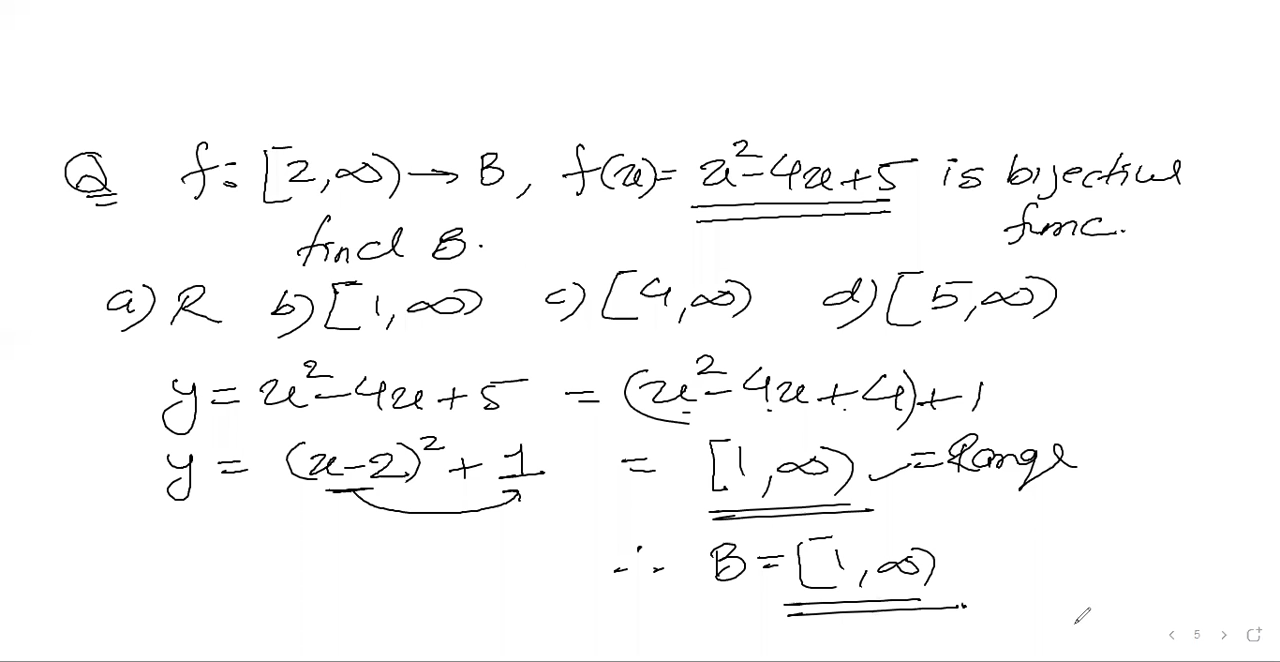 Q f: [2,∞) → B, f(x) = x²-4x+5 is bijective
find B. func.
a) R b) [1,∞) c) [4,∞) d) [5,∞)
y = x²-4x+5 = (x²-4x+4)+1
y = (x-2)² + 1 = [1,∞) = Range
∴ B = [1,∞)
5